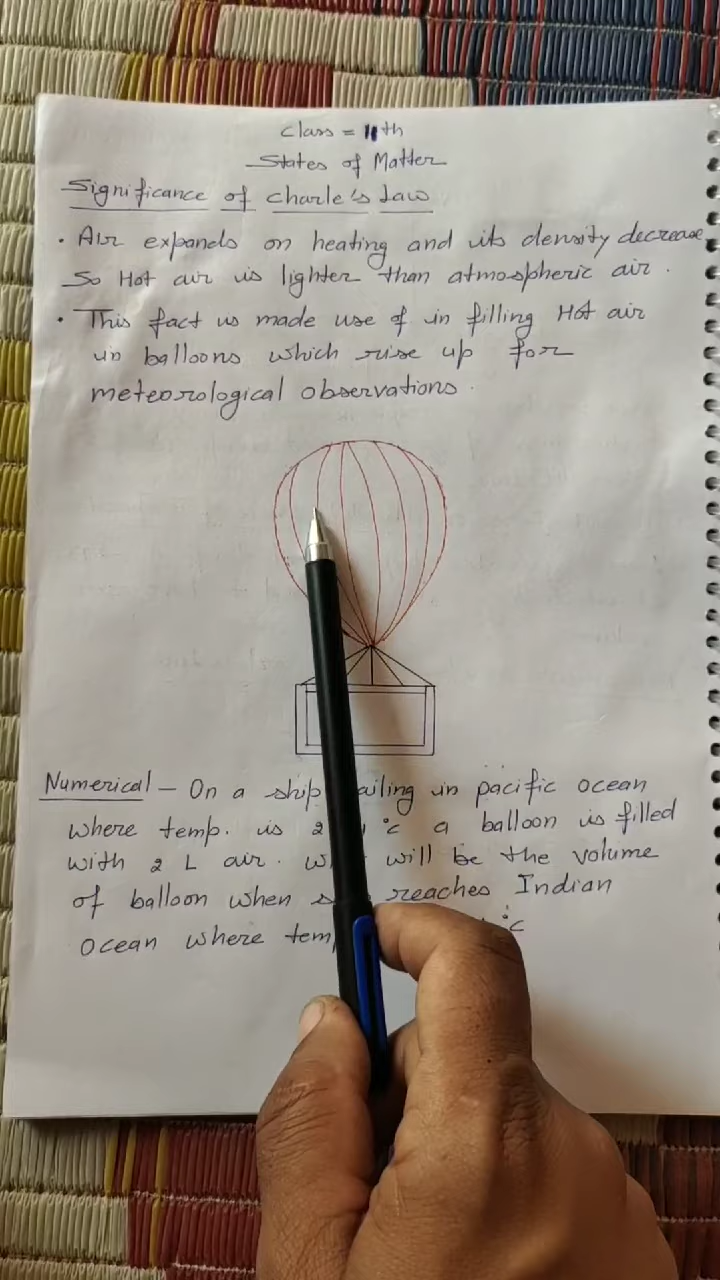 Class = 11th
States of Matter
Significance of Charle's Law
• Air expands on heating and its density decrease
So Hot air is lighter than atmospheric air.
• This fact us made use of in filling Hot air
in balloons which rise up for
meteorological observations.
Numerical - On a ship in pacific ocean
where temp. is °c a balloon is filled
with 2 L air. will be the volume
of balloon when reaches Indian
ocean where °c